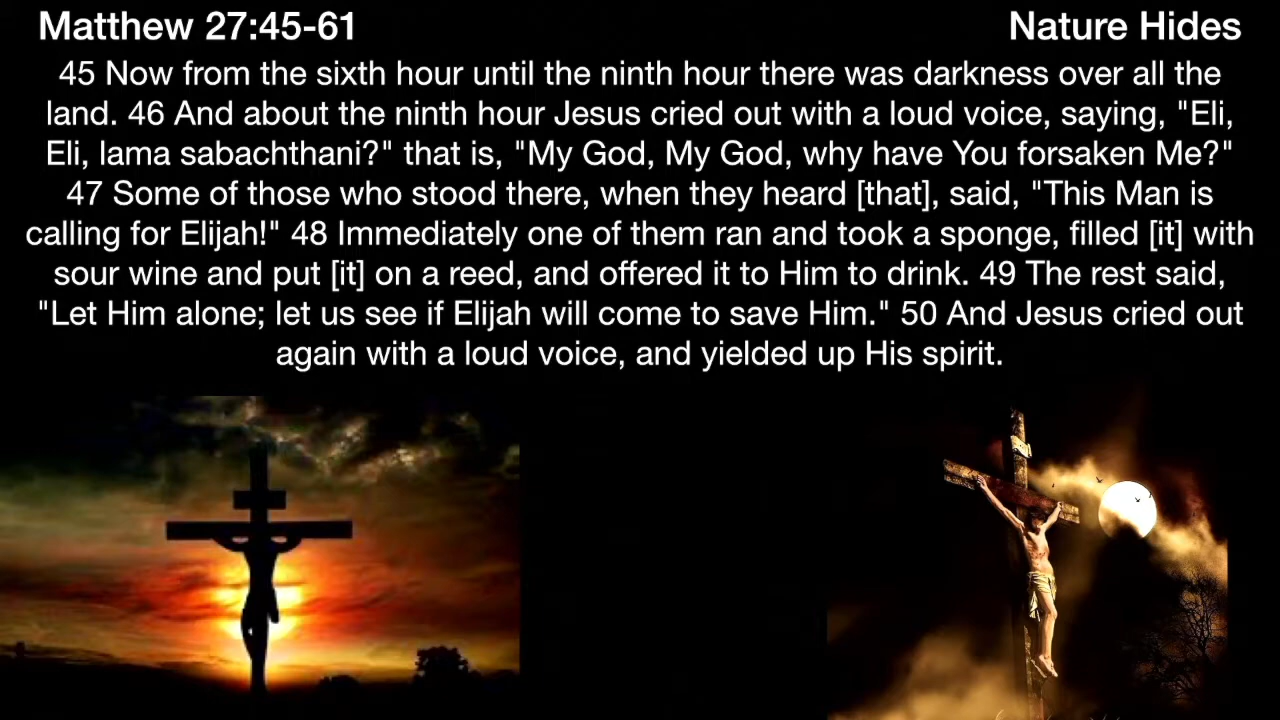 Matthew 27:45-61
Nature Hides
45 Now from the sixth hour until the ninth hour there was darkness over all the
land. 46 And about the ninth hour Jesus cried out with a loud voice, saying, "Eli,
Eli, lama sabachthani?" that is, "My God, My God, why have You forsaken Me?"
47 Some of those who stood there, when they heard [that], said, "This Man is
calling for Elijah!" 48 Immediately one of them ran and took a sponge, filled [it] with
sour wine and put [it] on a reed, and offered it to Him to drink. 49 The rest said,
"Let Him alone; let us see if Elijah will come to save Him." 50 And Jesus cried out
again with a loud voice, and yielded up His spirit.